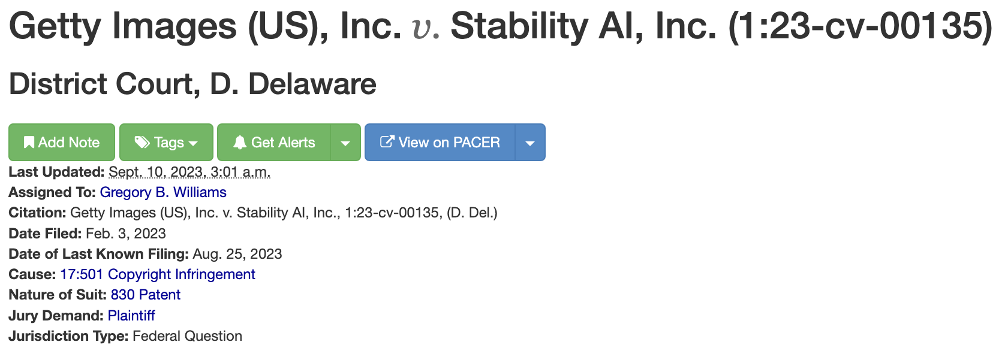 Getty Images (US), Inc. v. Stability AI, Inc. (1:23-cv-00135)
District Court, D. Delaware
Add Note Tags Get Alerts View on PACER
Last Updated: Sept. 10, 2023, 3:01 a.m.
Assigned To: Gregory B. Williams
Citation: Getty Images (US), Inc. v. Stability AI, Inc., 1:23-cv-00135, (D. Del.)
Date Filed: Feb. 3, 2023
Date of Last Known Filing: Aug. 25, 2023
Cause: 17:501 Copyright Infringement
Nature of Suit: 830 Patent
Jury Demand: Plaintiff
Jurisdiction Type: Federal Question